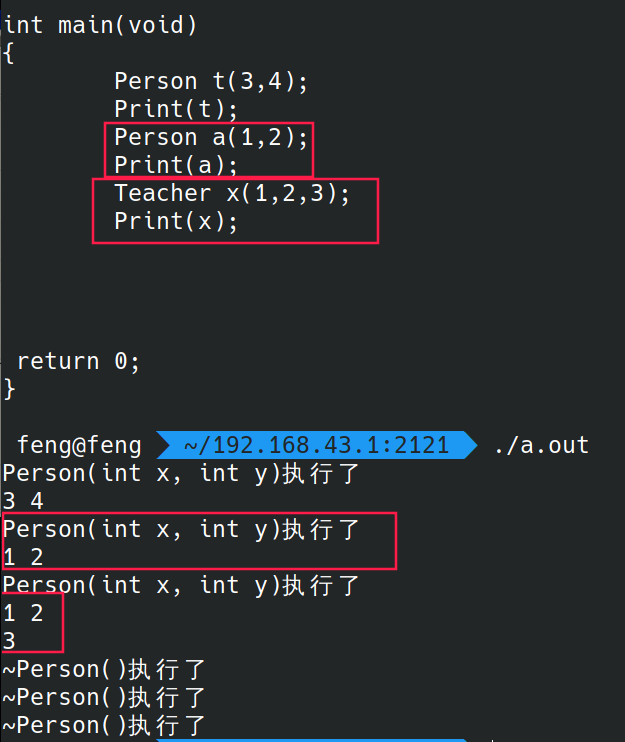 int main(void)
{
Person t(3,4);
Print(t);
Person a(1,2);
Print(a);
Teacher x(1,2,3);
Print(x);
return 0;
}
feng@feng ~/192.168.43.1:2121 ./a.out
Person(int x, int y)执行了
3 4
Person(int x, int y)执行了
1 2
Person(int x, int y)执行了
1 2
3
~Person()执行了
~Person()执行了
~Person()执行了